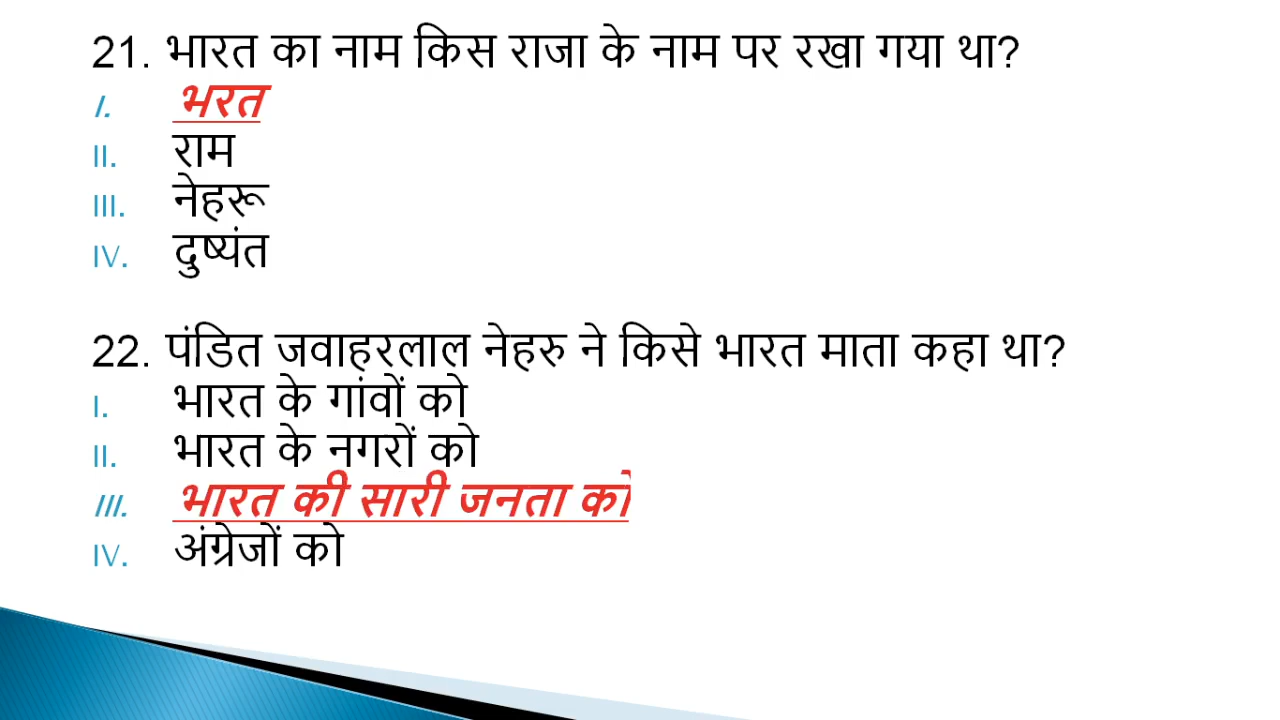 21. भारत का नाम किस राजा के नाम पर रखा गया था?
I. भरत
II. राम
III. नेहरू
IV. दुष्यंत
22. पंडित जवाहरलाल नेहरु ने किसे भारत माता कहा था?
I. भारत के गांवों को
II. भारत के नगरों को
III. भारत की सारी जनता को
IV. अंग्रेजों को